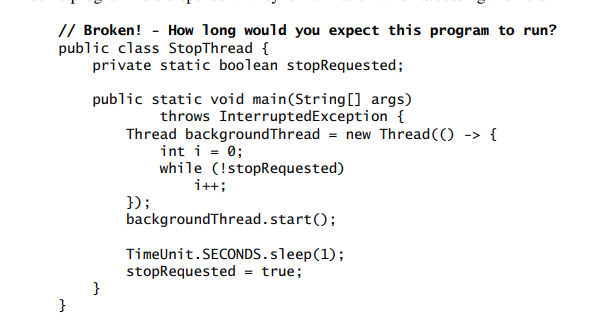 // Broken! - How long would you expect this program to run?
public class StopThread {
    private static boolean stopRequested;

    public static void main(String[] args)
            throws InterruptedException {
        Thread backgroundThread = new Thread(() -> {
            int i = 0;
            while (!stopRequested)
                i++;
        });
        backgroundThread.start();

        TimeUnit.SECONDS.sleep(1);
        stopRequested = true;
    }
}